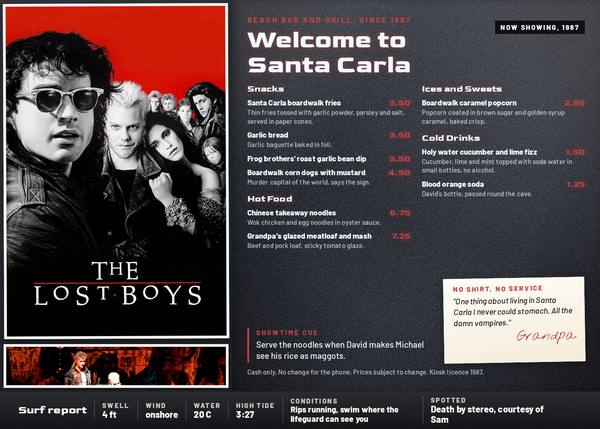 THE
LOST BOYS
BEACH BAR AND GRILL, SINCE 1987
Welcome to
Santa Carla
NOW SHOWING, 1987
Snacks
Santa Carla boardwalk fries 3.50
Thin fries tossed with garlic powder, parsley and salt,
served in paper cones.
Garlic bread 3.50
Garlic baguette baked in foil.
Frog brothers' roast garlic bean dip 3.50
Boardwalk corn dogs with mustard 4.50
Murder capital of the world, says the sign.
Hot Food
Chinese takeaway noodles 6.75
Wok chicken and egg noodles in oyster sauce.
Grandpa's glazed meatloaf and mash 7.25
Beef and pork loaf, sticky tomato glaze.
Ices and Sweets
Boardwalk caramel popcorn 2.95
Popcorn coated in brown sugar and golden syrup
caramel, baked crisp.
Cold Drinks
Holy water cucumber and lime fizz 1.50
Cucumber, lime and mint topped with soda water in
small bottles, no alcohol.
Blood orange soda 1.25
David's bottle, passed round the cave.
SHOWTIME CUE
Serve the noodles when David makes Michael
see his rice as maggots.
NO SHIRT, NO SERVICE
"One thing about living in Santa
Carla I never could stomach. All the
damn vampires."
Grandpa
Cash only. No change for the phone. Prices subject to change. Kiosk licence 1987.
Surf report
SWELL
4 ft
WIND
onshore
WATER
20 C
HIGH TIDE
3:27
CONDITIONS
Rips running, swim where the
lifeguard can see you
SPOTTED
Death by stereo, courtesy of
Sam